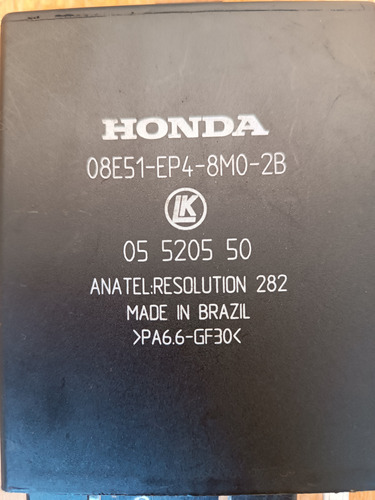 HONDA
08E51-EP4-8M0-2B
LK
05 5205 50
ANATEL:RESOLUTION 282
MADE IN BRAZIL
>PA6.6-GF30<